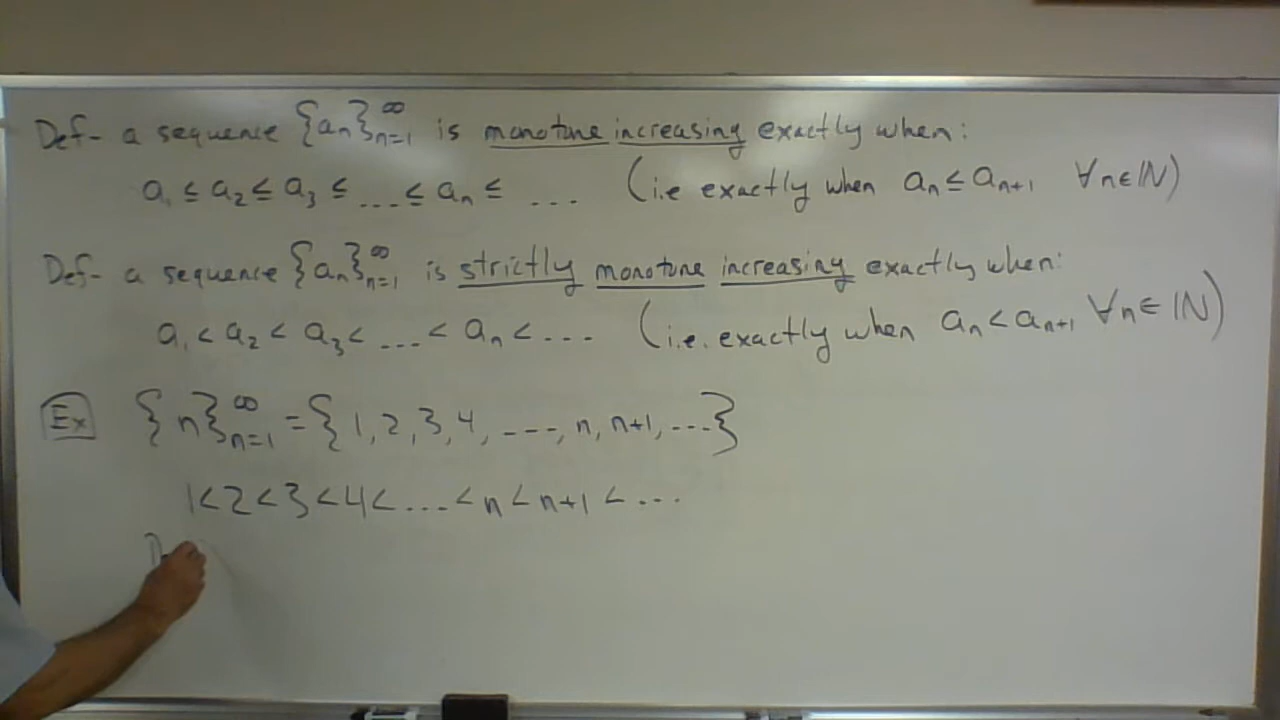 Def- a sequence {aₙ}ₙ₌₁^∞ is monotone increasing exactly when:
a₁ ≤ a₂ ≤ a₃ ≤ ... ≤ aₙ ≤ ... (i.e exactly when aₙ ≤ aₙ₊₁ ∀n∈ℕ)
Def- a sequence {aₙ}ₙ₌₁^∞ is strictly monotone increasing exactly when:
a₁ < a₂ < a₃ < ... < aₙ < ... (i.e. exactly when aₙ < aₙ₊₁ ∀n∈ℕ)
Ex {n}ₙ₌₁^∞ = {1, 2, 3, 4, ---, n, n+1, ...}
1 < 2 < 3 < 4 < ... < n < n+1 < ...